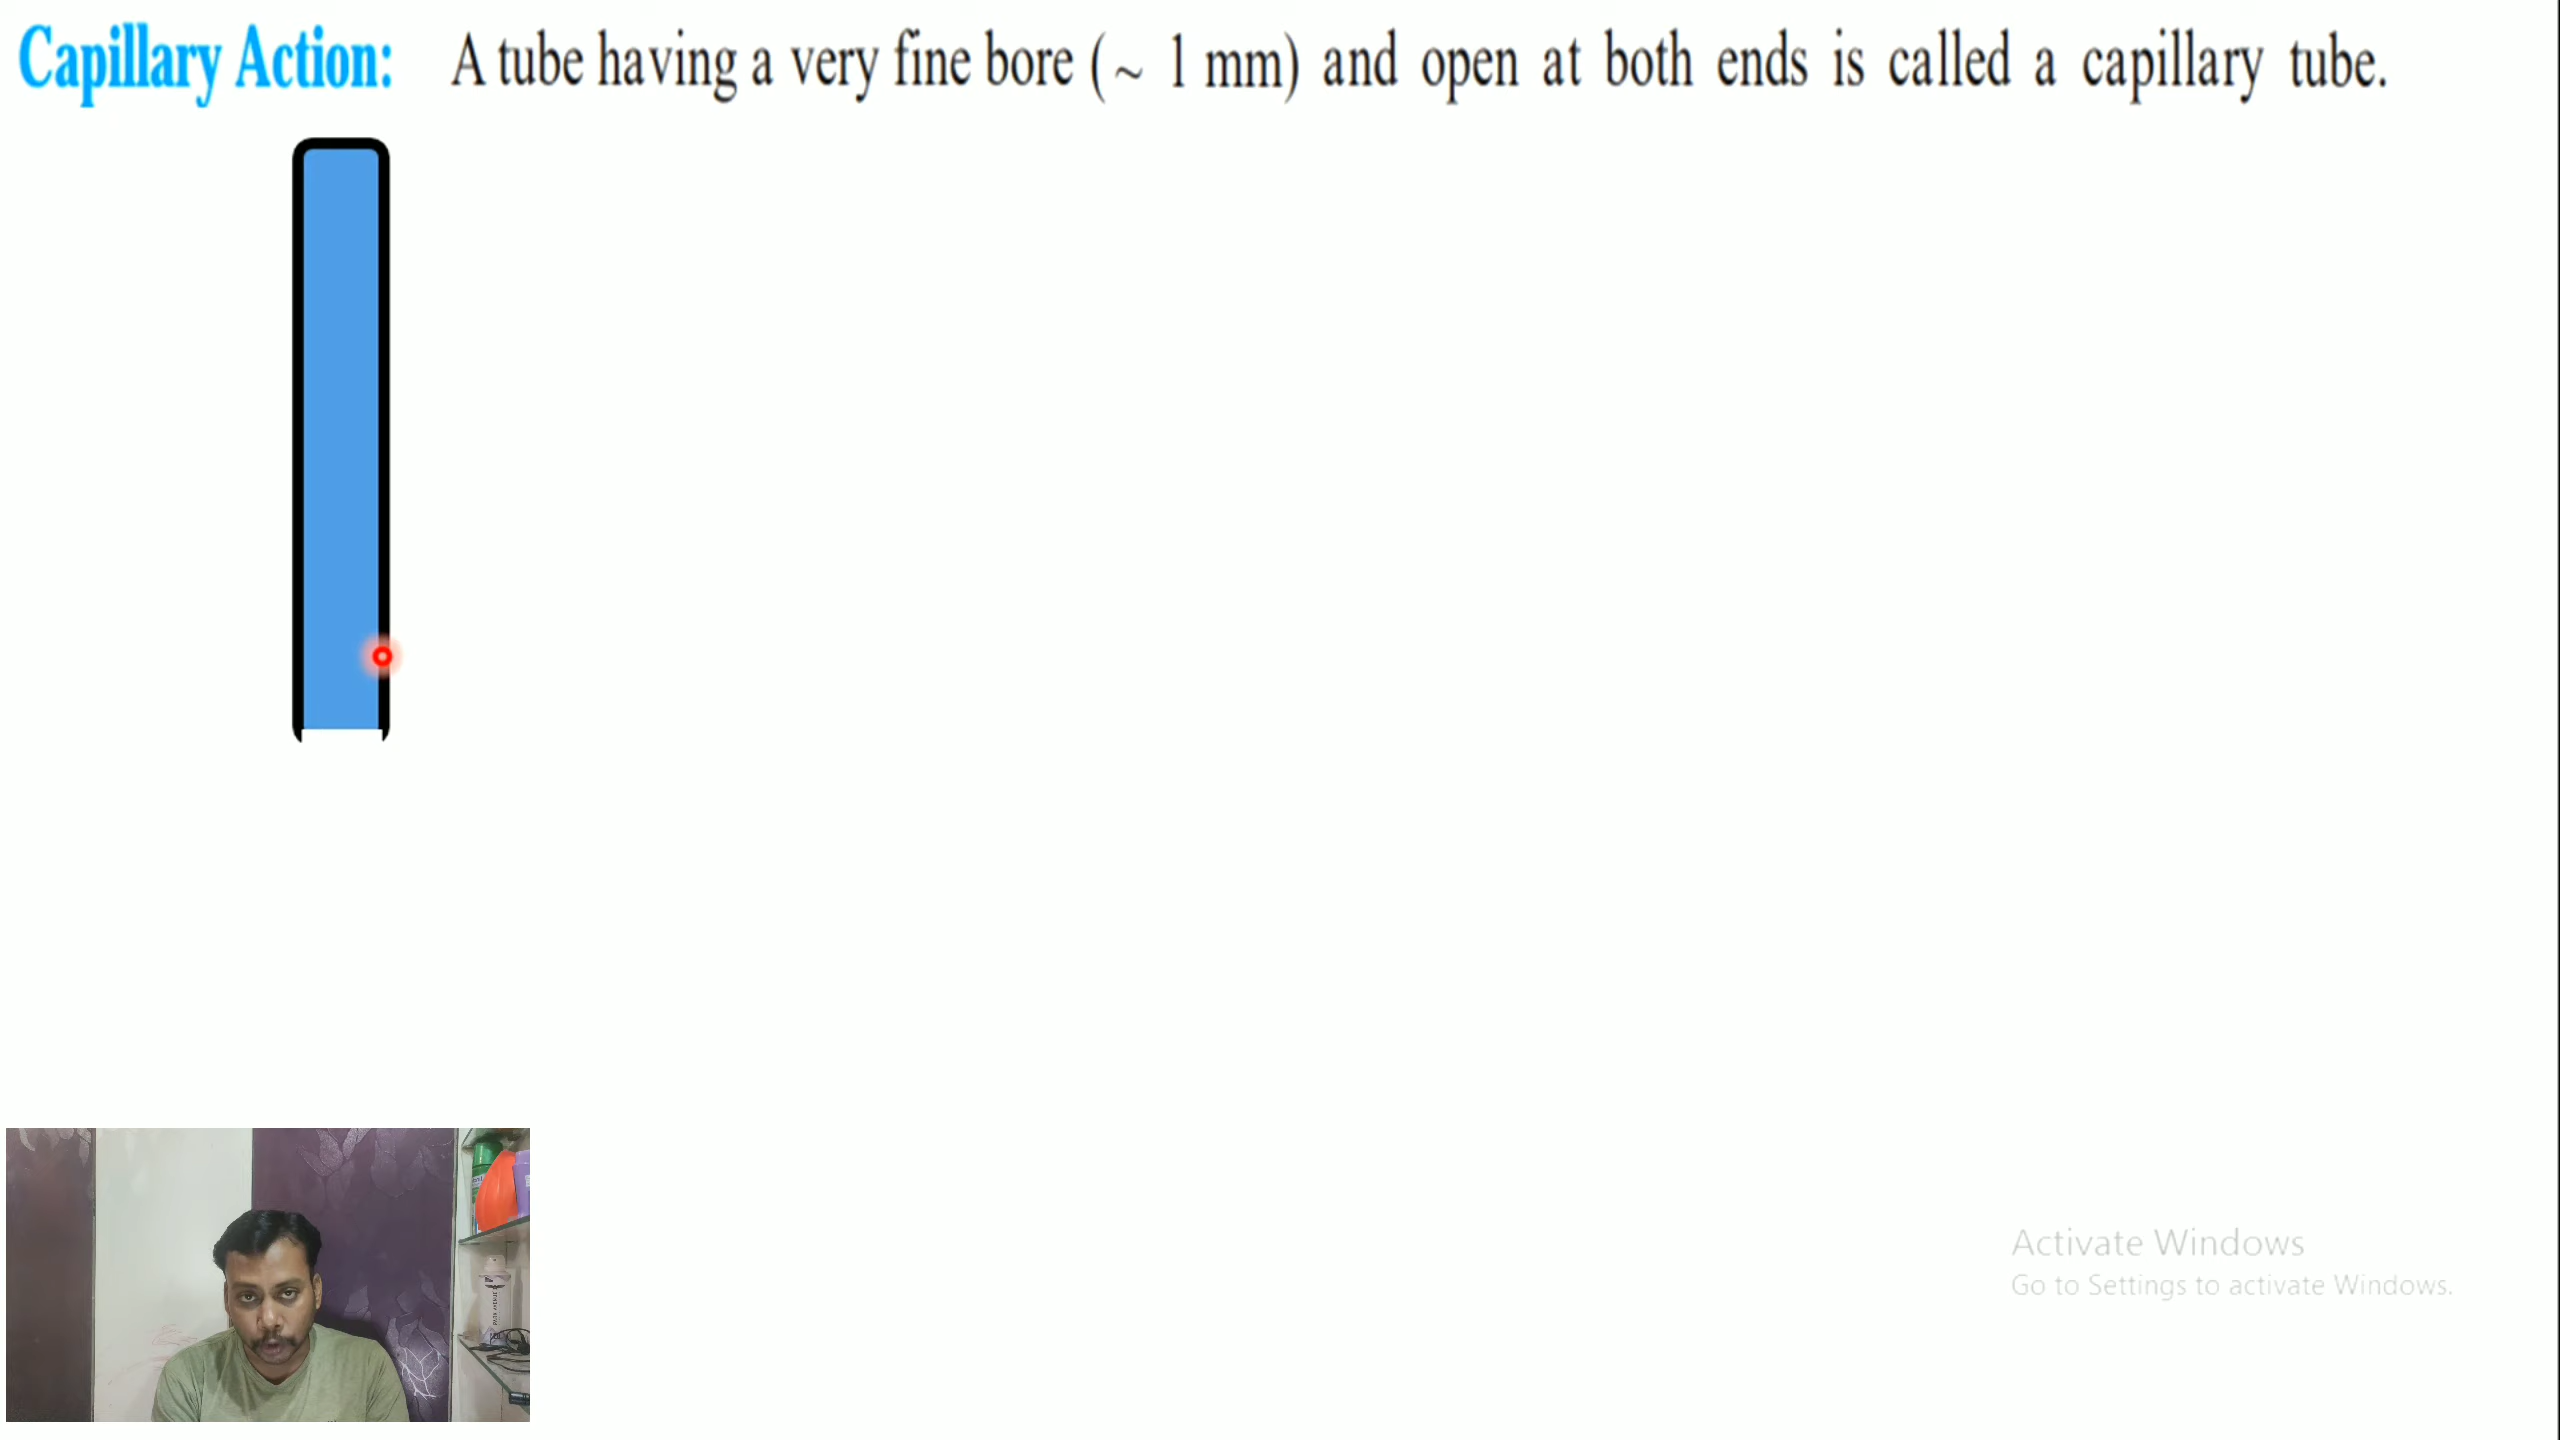 Capillary Action: A tube having a very fine bore (~ 1 mm) and open at both ends is called a capillary tube.
Activate Windows
Go to Settings to activate Windows.